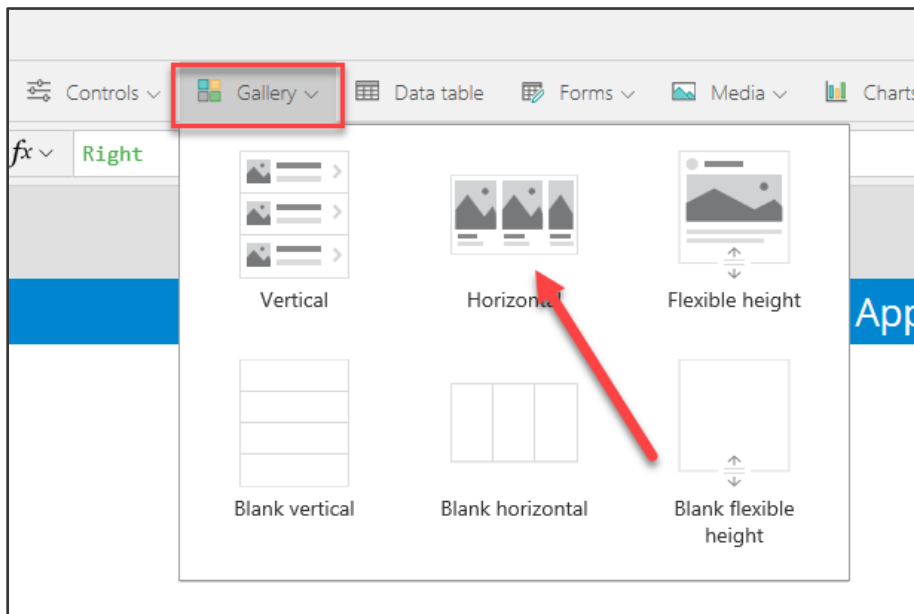 Controls Gallery Data table Forms Media Charts
fx Right
App
Vertical Horizontal Flexible height
Blank vertical Blank horizontal Blank flexible
height